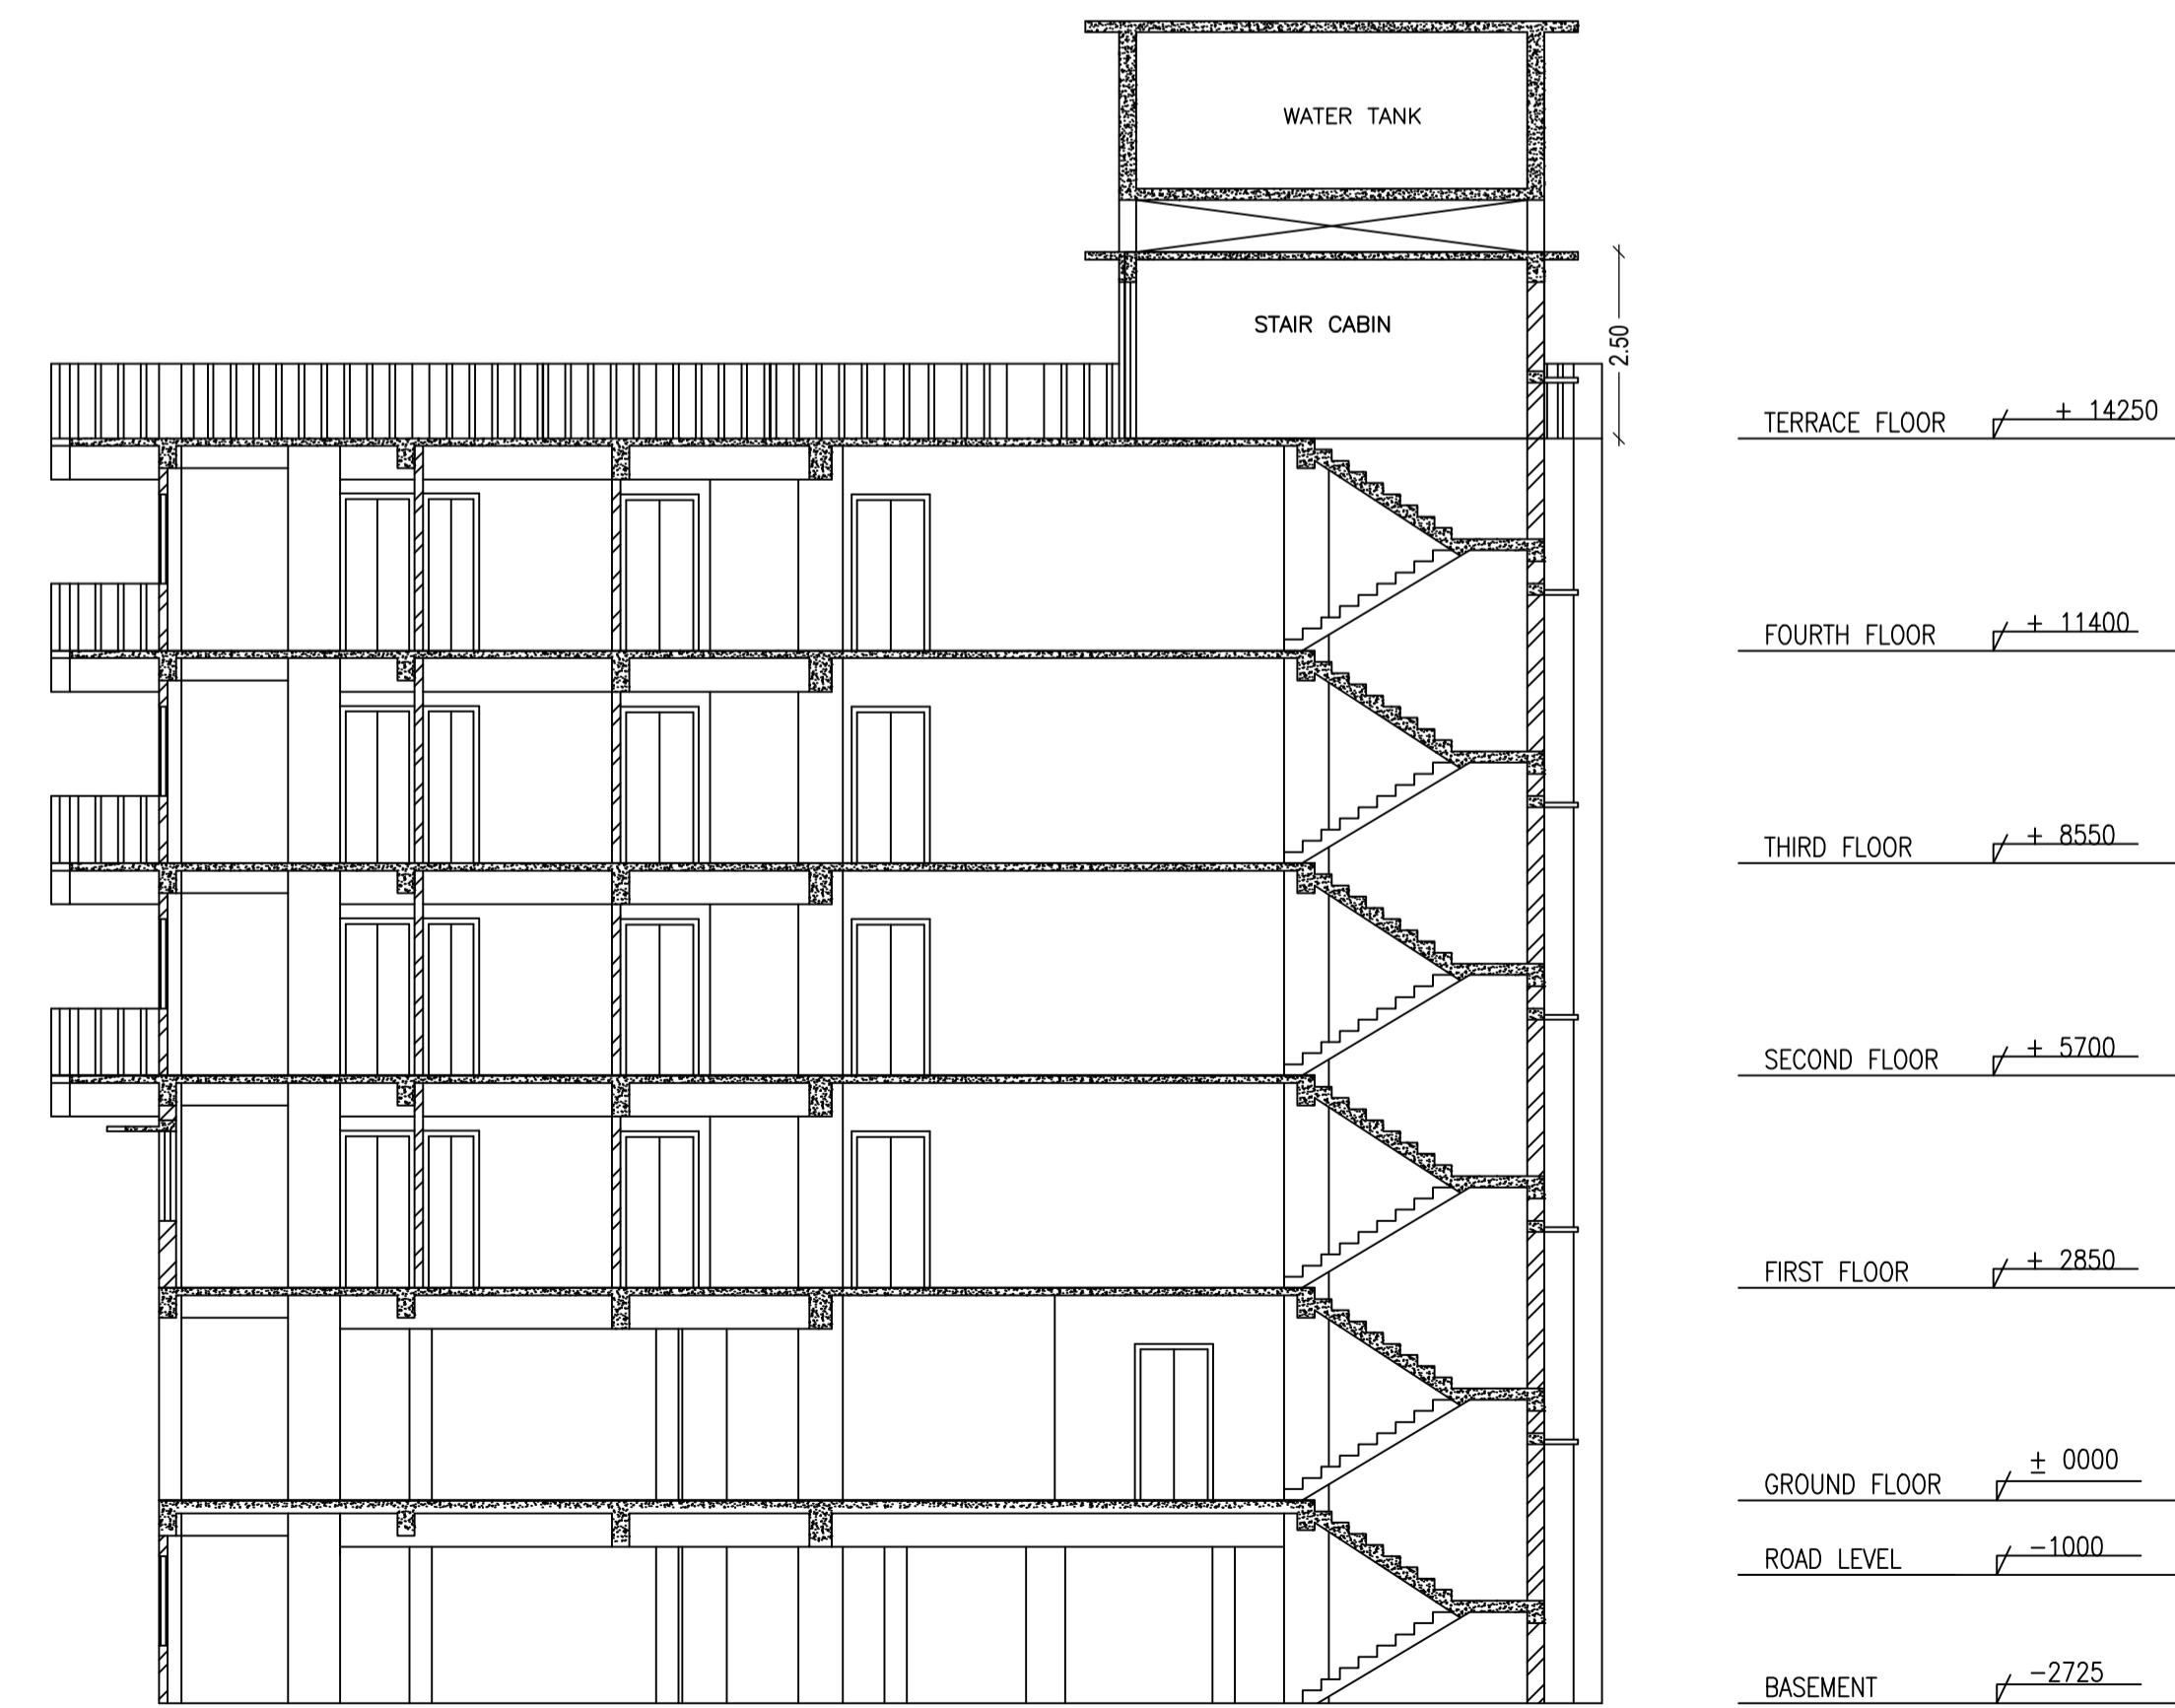 WATER TANK
STAIR CABIN
2.50
TERRACE FLOOR + 14250
FOURTH FLOOR + 11400
THIRD FLOOR + 8550
SECOND FLOOR + 5700
FIRST FLOOR + 2850
GROUND FLOOR ± 0000
ROAD LEVEL -1000
BASEMENT -2725